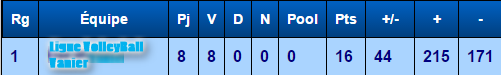 Rg Équipe Pj V D N Pool Pts +/- + -
1 Ligue VolleyBall Vanier 8 8 0 0 0 16 44 215 171